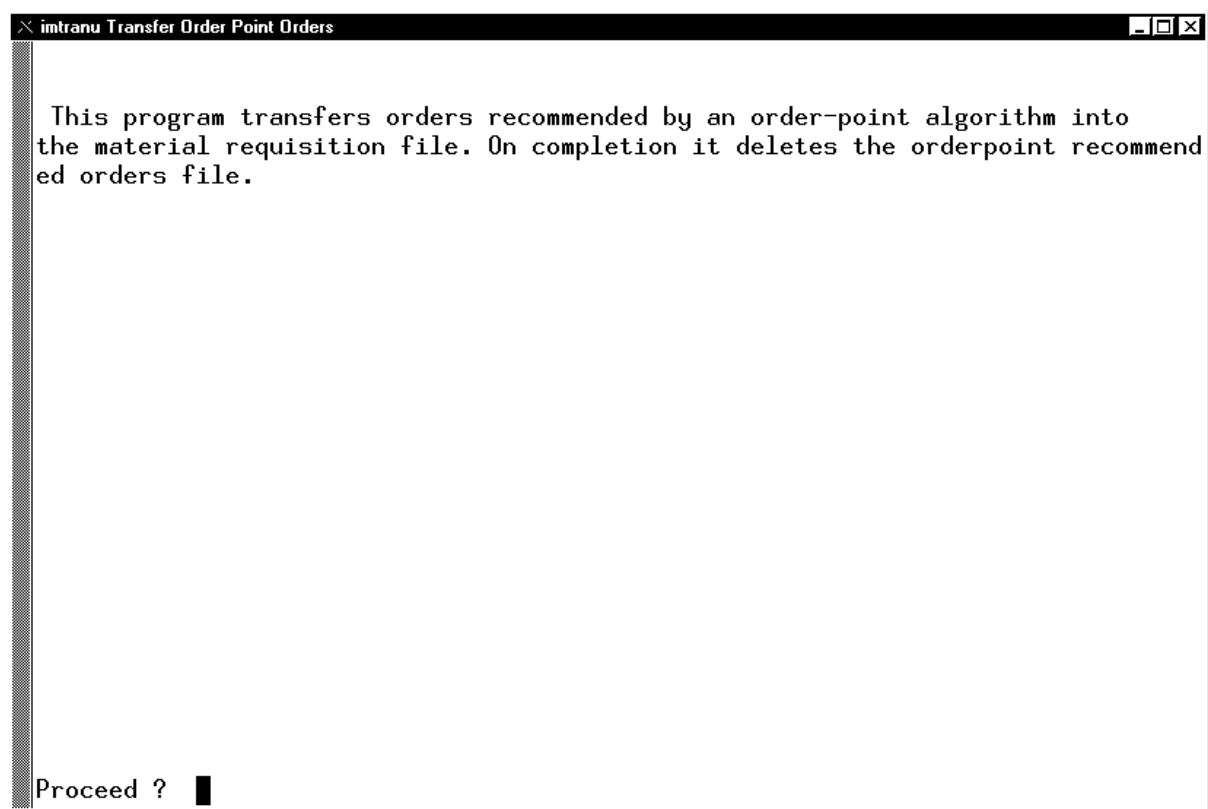 imtranu Transfer Order Point Orders
This program transfers orders recommended by an order-point algorithm into
the material requisition file. On completion it deletes the orderpoint recommend
ed orders file.
Proceed ?